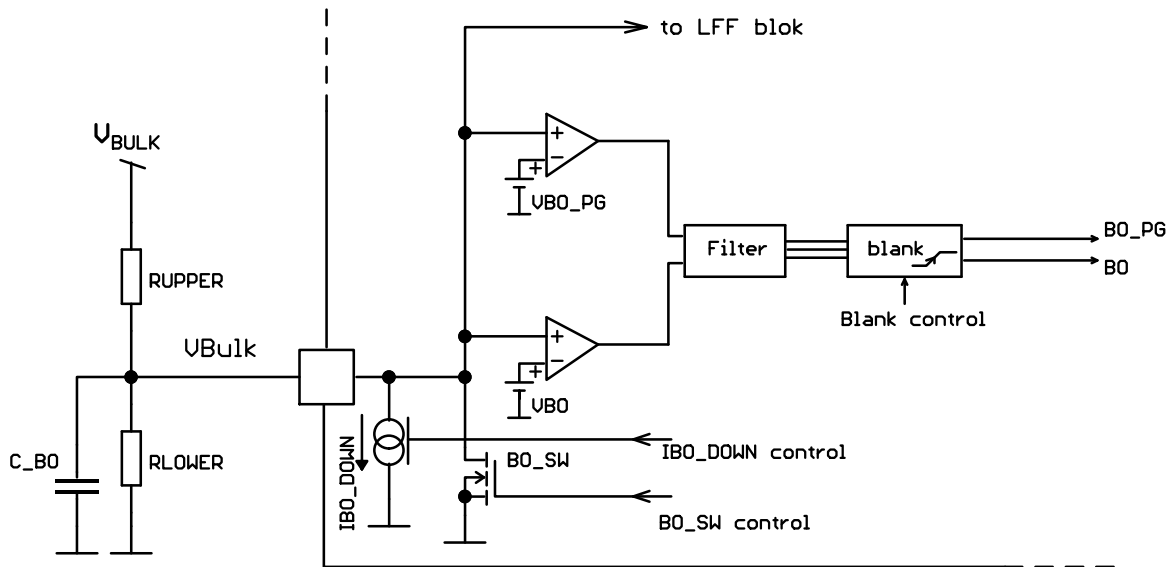 to LFF blok
VBULK
+
−
+
VBO_PG
BO_PG
Filter
blank
BO
RUPPER
Blank control
VBulk
+
−
+
VBO
IBO_DOWN
BO_SW
IBO_DOWN control
C_BO
RLOWER
BO_SW control